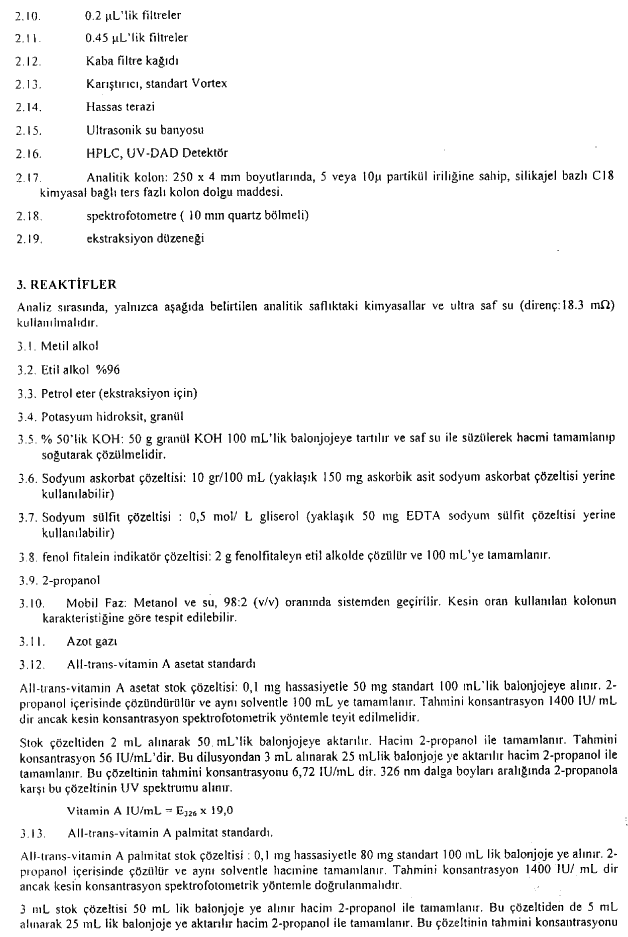 2.10. 0.2 µL'lik filtreler
2.11. 0.45 µL'lik filtreler
2.12. Kaba filtre kağıdı
2.13. Karıştırıcı, standart Vortex
2.14. Hassas terazi
2.15. Ultrasonik su banyosu
2.16. HPLC, UV-DAD Detektör
2.17. Analitik kolon: 250 x 4 mm boyutlarında, 5 veya 10µ partikül iriliğine sahip, silikajel bazlı C18
kimyasal bağlı ters fazlı kolon dolgu maddesi.
2.18. spektrofotometre ( 10 mm quartz bölmeli)
2.19. ekstraksiyon düzeneği
3. REAKTİFLER
Analiz sırasında, yalnızca aşağıda belirtilen analitik saflıktaki kimyasallar ve ultra saf su (direnç:18.3 mΩ)
kullanılmalıdır.
3.1. Metil alkol
3.2. Etil alkol %96
3.3. Petrol eter (ekstraksiyon için)
3.4. Potasyum hidroksit, granül
3.5. % 50'lik KOH: 50 g granül KOH 100 mL'lik balonjojeye tartılır ve saf su ile süzülerek hacmi tamamlanıp
soğutarak çözülmelidir.
3.6. Sodyum askorbat çözeltisi: 10 gr/100 mL (yaklaşık 150 mg askorbik asit sodyum askorbat çözeltisi yerine
kullanılabilir)
3.7. Sodyum sülfit çözeltisi : 0,5 mol/ L gliserol (yaklaşık 50 mg EDTA sodyum sülfit çözeltisi yerine
kullanılabilir)
3.8. fenol fitalein indikatör çözeltisi: 2 g fenolfitaleyn etil alkolde çözülür ve 100 mL'ye tamamlanır.
3.9. 2-propanol
3.10. Mobil Faz: Metanol ve su, 98:2 (v/v) oranında sistemden geçirilir. Kesin oran kullanılan kolonun
karakteristiğine göre tespit edilebilir.
3.11. Azot gazı
3.12. All-trans-vitamin A asetat standardı
All-trans-vitamin A asetat stok çözeltisi: 0,1 mg hassasiyetle 50 mg standart 100 mL'lik balonjojeye alınır. 2-
propanol içerisinde çözündürülür ve aynı solventle 100 mL ye tamamlanır. Tahmini konsantrasyon 1400 IU/ mL
dir ancak kesin konsantrasyon spektrofotometrik yöntemle teyit edilmelidir.
Stok çözeltiden 2 mL alınarak 50 mL'lik balonjojeye aktarılır. Hacim 2-propanol ile tamamlanır. Tahmini
konsantrasyon 56 IU/mL'dir. Bu dilusyondan 3 mL alınarak 25 mLlik balonjoje ye aktarılır hacim 2-propanol ile
tamamlanır. Bu çözeltinin tahmini konsantrasyonu 6,72 IU/mL dir. 326 nm dalga boyları aralığında 2-propanola
karşı bu çözeltinin UV spektrumu alınır.
Vitamin A IU/mL = E₃₂₆ x 19,0
3.13. All-trans-vitamin A palmitat standardı.
All-trans-vitamin A palmitat stok çözeltisi : 0,1 mg hassasiyetle 80 mg standart 100 mL lik balonjoje ye alınır. 2-
propanol içerisinde çözülür ve aynı solventle hacmine tamamlanır. Tahmini konsantrasyon 1400 IU/ mL dir
ancak kesin konsantrasyon spektrofotometrik yöntemle doğrulanmalıdır.
3 mL stok çözeltisi 50 mL lik balonjoje ye alınır hacim 2-propanol ile tamamlanır. Bu çözeltiden de 5 mL
alınarak 25 mL lik balonjoje ye aktarılır hacim 2-propanol ile tamamlanır. Bu çözeltinin tahmini konsantrasyonu